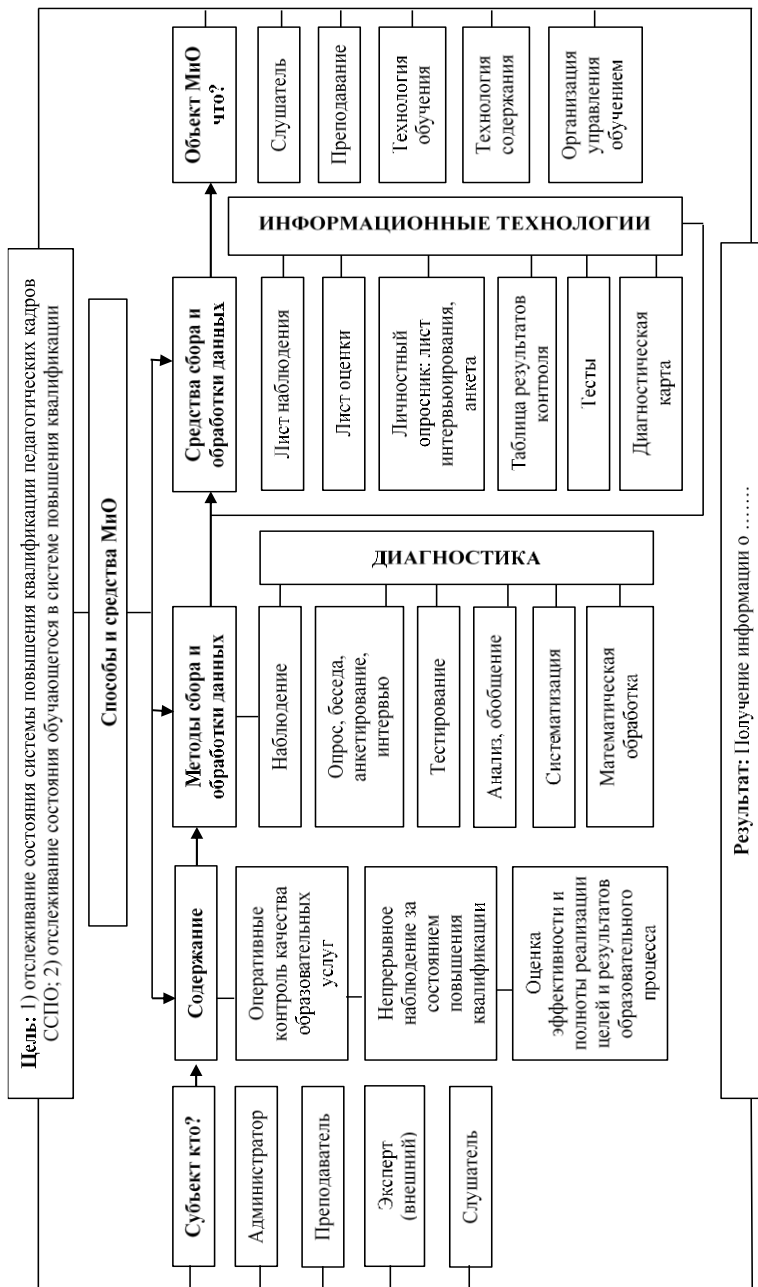 Цель: 1) отслеживание состояния системы повышения квалификации педагогических кадров
ССПО; 2) отслеживание состояния обучающегося в системе повышения квалификации
Способы и средства МиО
Субъект кто?
Администратор
Преподаватель
Эксперт
(внешний)
Слушатель
Содержание
Оперативные
контроль качества
образовательных
услуг
Непрерывное
наблюдение за
состоянием
повышения
квалификации
Оценка
эффективности и
полноты реализации
целей и результатов
образовательного
процесса
Методы сбора и
обработки данных
Наблюдение
Опрос, беседа,
анкетирование,
интервью
Тестирование
Анализ, обобщение
Систематизация
Математическая
обработка
ДИАГНОСТИКА
Средства сбора и
обработки данных
Лист наблюдения
Лист оценки
Личностный
опросник: лист
интервьюирования,
анкета
Таблица результатов
контроля
Тесты
Диагностическая
карта
ИНФОРМАЦИОННЫЕ ТЕХНОЛОГИИ
Объект МиО
что?
Слушатель
Преподавание
Технология
обучения
Технология
содержания
Организация
управления
обучением
Результат: Получение информации о …….